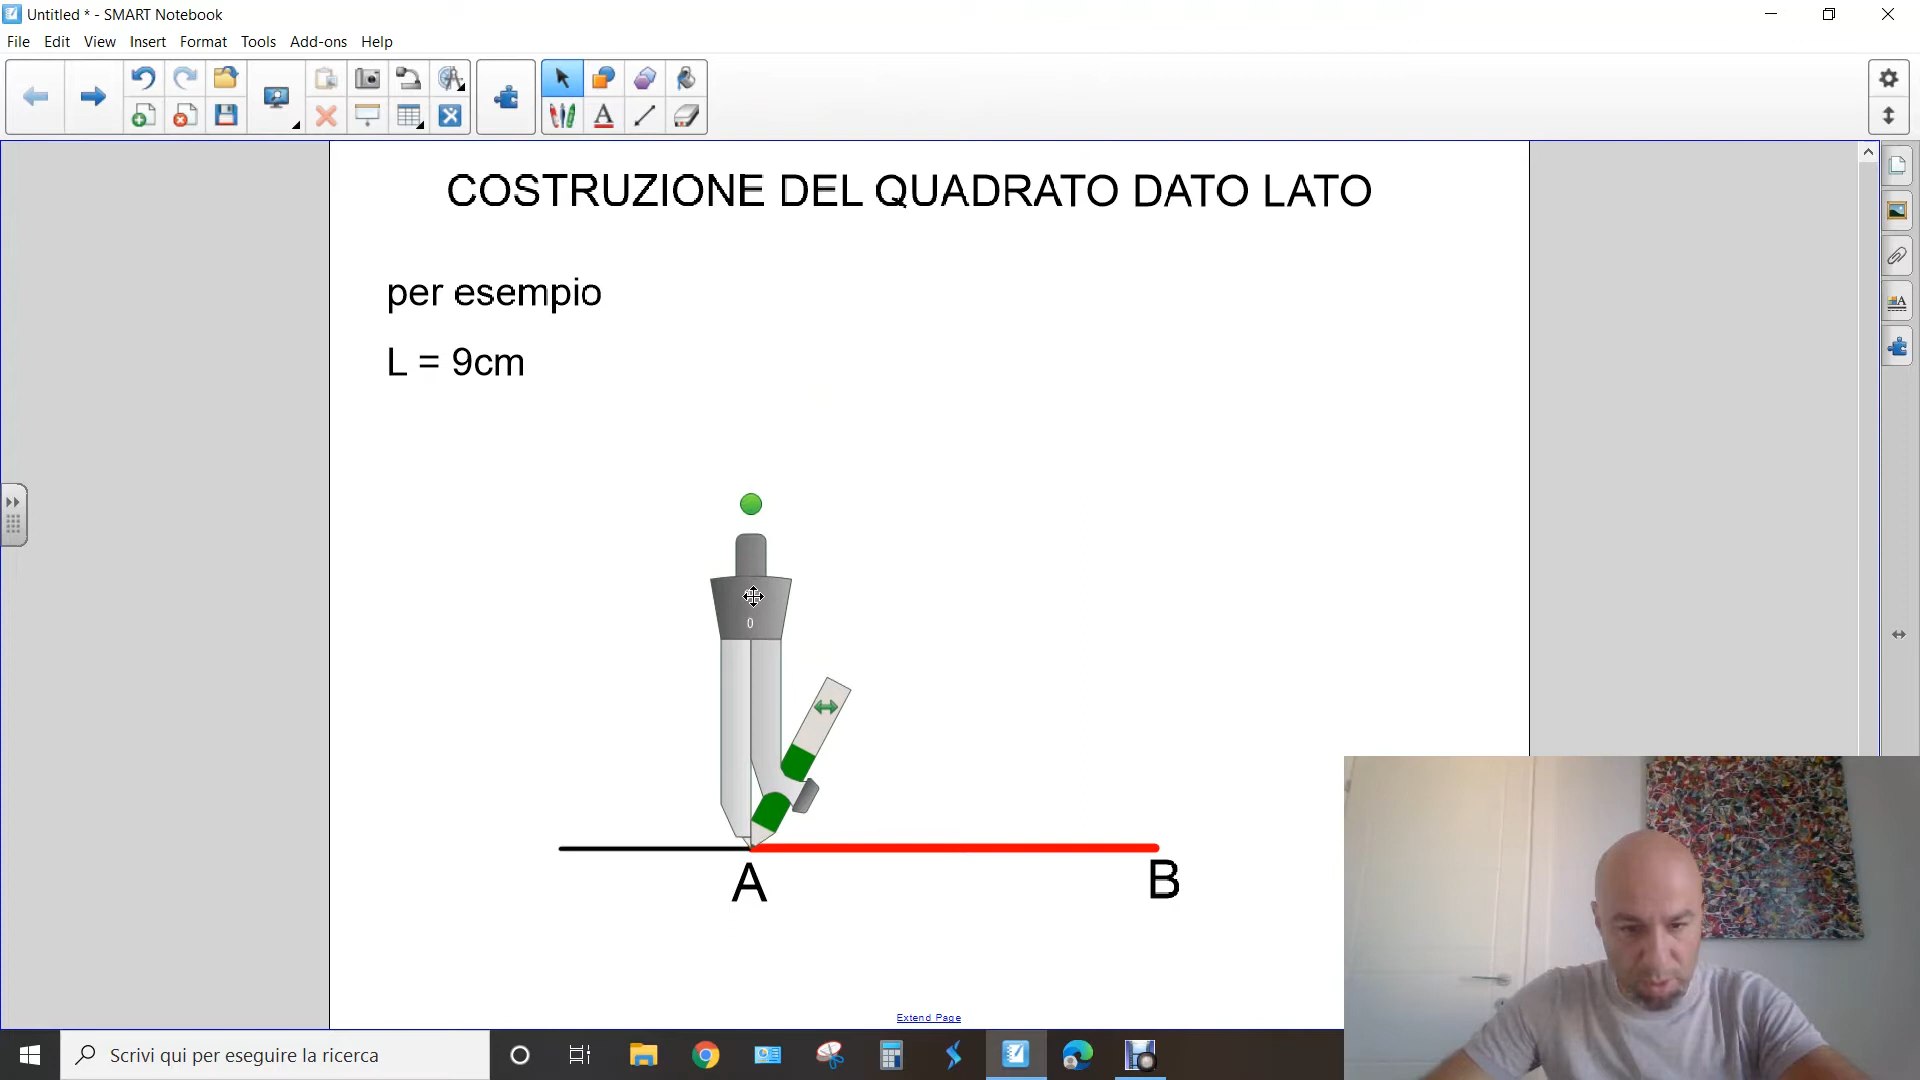 Untitled * - SMART Notebook
File Edit View Insert Format Tools Add-ons Help
COSTRUZIONE DEL QUADRATO DATO LATO
per esempio
L = 9cm
0
A
B
Extend Page
Scrivi qui per eseguire la ricerca